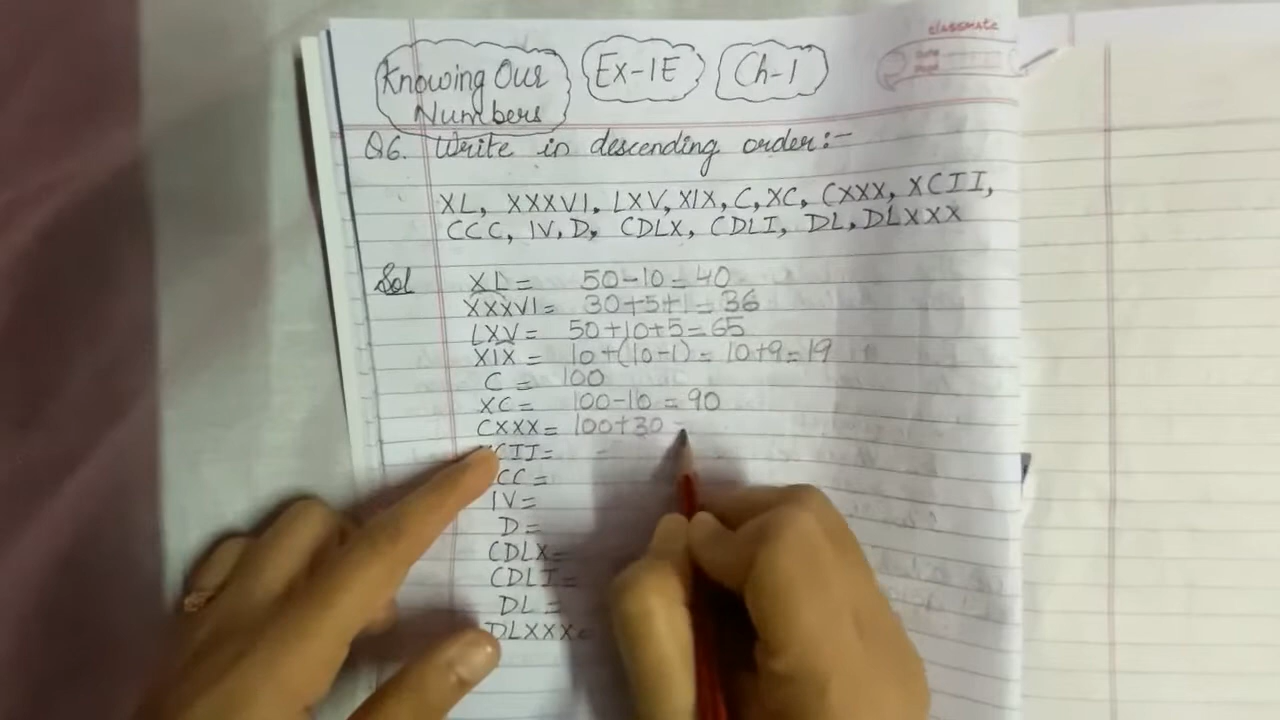 classmate
Knowing Our Numbers Ex-1E Ch-1
Q6. Write in descending order:-
XL, XXXVI, LXV, XIX, C, XC, CXXX, XCII,
CCC, IV, D, CDLX, CDLI, DL, DLXXX
Sol XL = 50-10 = 40
XXXVI = 30+5+1 = 36
LXV = 50+10+5=65
XIX = 10+(10-1) = 10+9=19
C = 100
XC = 100-10 = 90
CXXX = 100+30 =
CII =
CC =
IV =
D =
CDLX =
CDLI =
DL =
DLXXX=